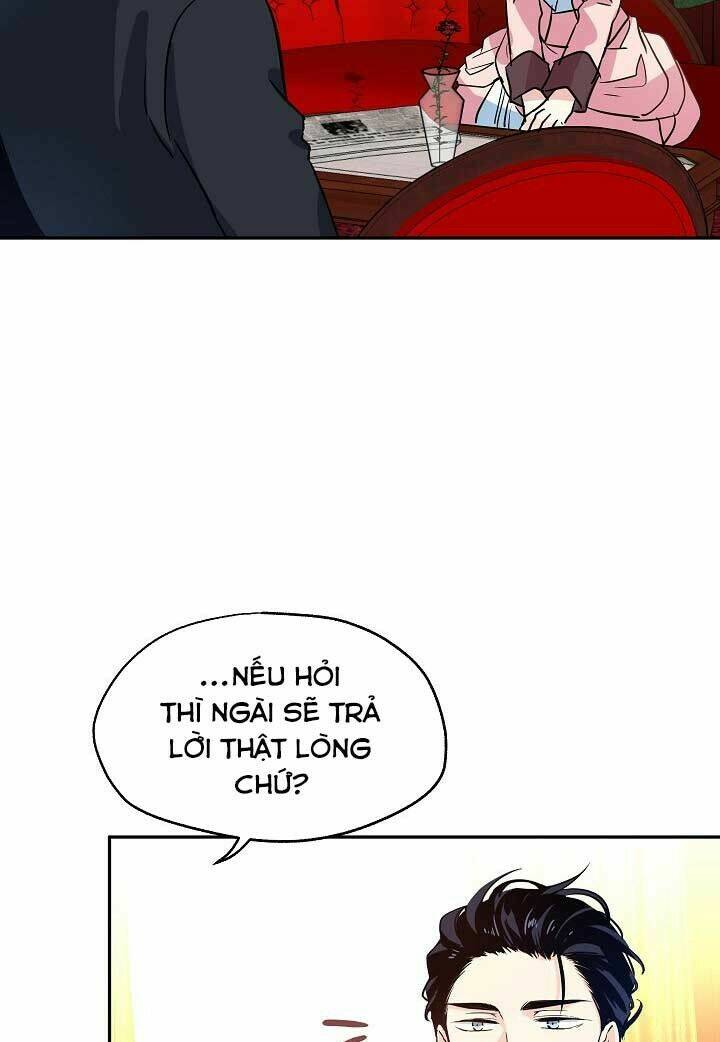 ...NẾU HỎI
THÌ NGÀI SẼ TRẢ
LỜI THẬT LÒNG
CHỨ?